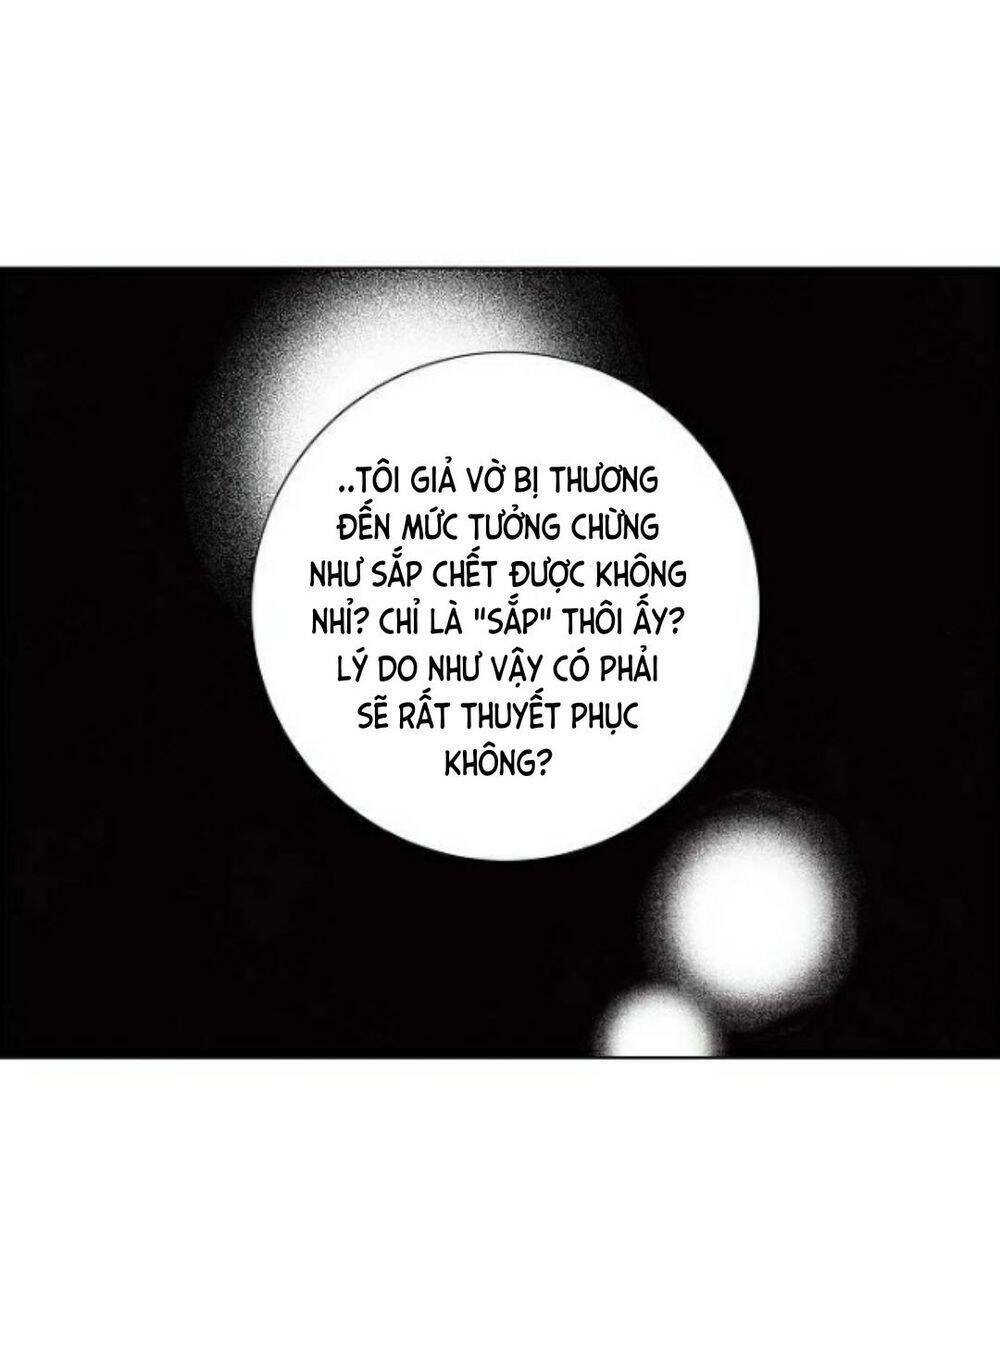 ..TÔI GIẢ VỜ BỊ THƯƠNG
ĐẾN MỨC TƯỞNG CHỪNG
NHƯ SẮP CHẾT ĐƯỢC KHÔNG
NHỈ? CHỈ LÀ "SẮP" THÔI ẤY?
LÝ DO NHƯ VẬY CÓ PHẢI
SẼ RẤT THUYẾT PHỤC
KHÔNG?